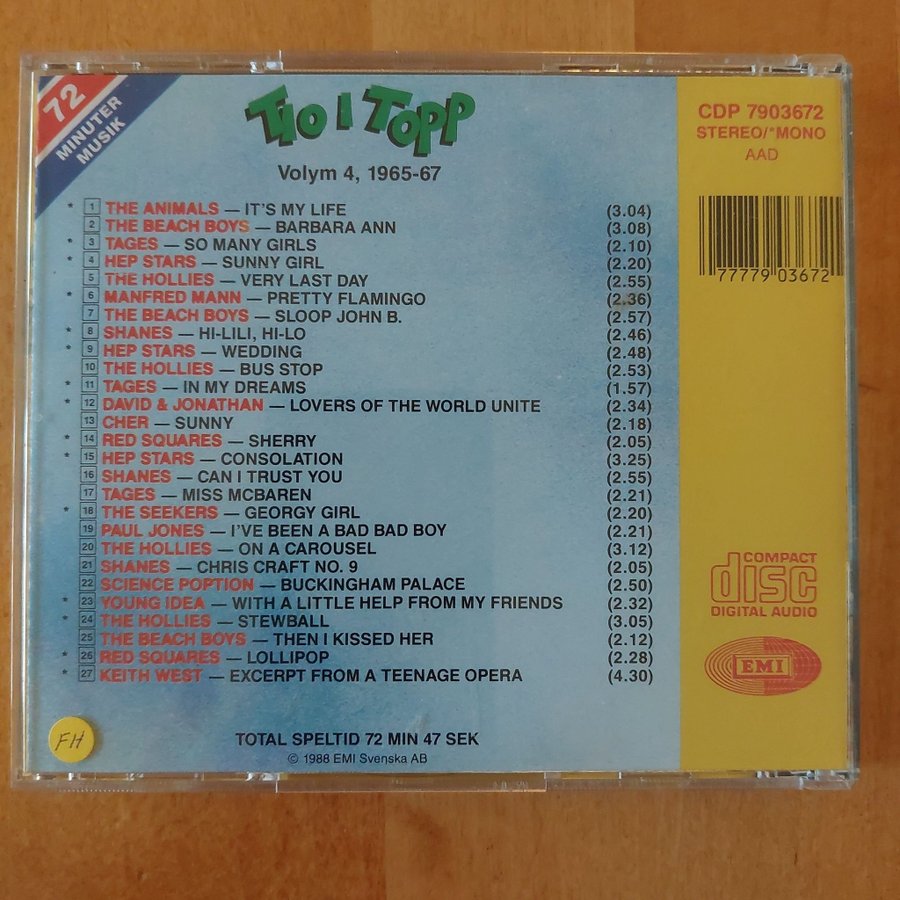 72
MINUTER
MUSIK
TIO I TOPP
Volym 4, 1965-67
CDP 7903672
STEREO/*MONO
AAD
* 1 THE ANIMALS — IT'S MY LIFE (3.04)
2 THE BEACH BOYS — BARBARA ANN (3.08)
* 3 TAGES — SO MANY GIRLS (2.10)
* 4 HEP STARS — SUNNY GIRL (2.20)
5 THE HOLLIES — VERY LAST DAY (2.55)
* 6 MANFRED MANN — PRETTY FLAMINGO (2.36)
7 THE BEACH BOYS — SLOOP JOHN B. (2.57)
* 8 SHANES — HI-LILI, HI-LO (2.46)
* 9 HEP STARS — WEDDING (2.48)
10 THE HOLLIES — BUS STOP (2.53)
* 11 TAGES — IN MY DREAMS (1.57)
* 12 DAVID & JONATHAN — LOVERS OF THE WORLD UNITE (2.34)
13 CHER — SUNNY (2.18)
* 14 RED SQUARES — SHERRY (2.05)
* 15 HEP STARS — CONSOLATION (3.25)
16 SHANES — CAN I TRUST YOU (2.55)
17 TAGES — MISS MCBAREN (2.21)
* 18 THE SEEKERS — GEORGY GIRL (2.20)
19 PAUL JONES — I'VE BEEN A BAD BAD BOY (2.21)
20 THE HOLLIES — ON A CAROUSEL (3.12)
21 SHANES — CHRIS CRAFT NO. 9 (2.05)
22 SCIENCE POPTION — BUCKINGHAM PALACE (2.50)
* 23 YOUNG IDEA — WITH A LITTLE HELP FROM MY FRIENDS (2.32)
* 24 THE HOLLIES — STEWBALL (3.05)
25 THE BEACH BOYS — THEN I KISSED HER (2.12)
* 26 RED SQUARES — LOLLIPOP (2.28)
* 27 KEITH WEST — EXCERPT FROM A TEENAGE OPERA (4.30)
77779 03672
COMPACT
disc
DIGITAL AUDIO
EMI
FH
TOTAL SPELTID 72 MIN 47 SEK
© 1988 EMI Svenska AB